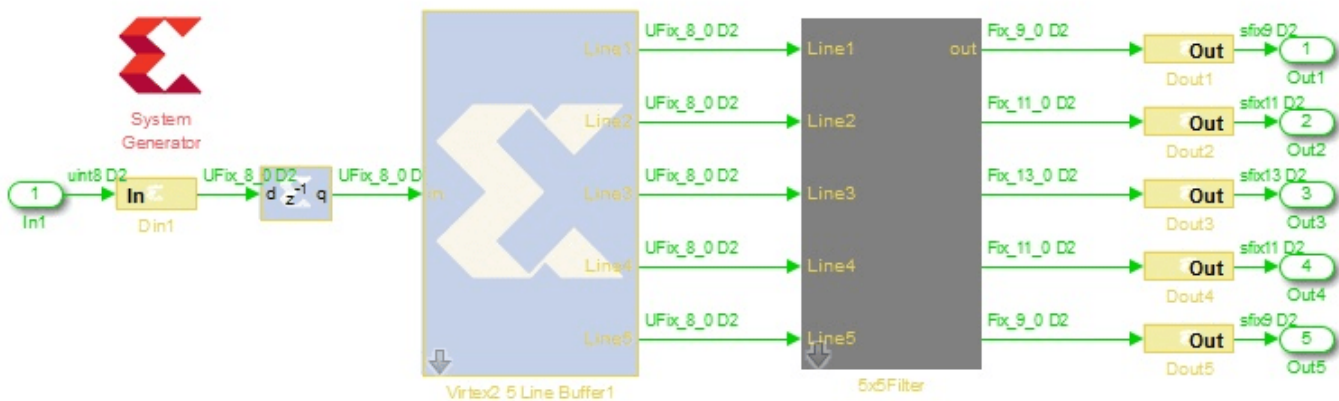 System
Generator
1
In1
uint8 D2
In
Din1
UFix_8_0 D2
d z-1 q
UFix_8_0 D
in
Line1
Line2
Line3
Line4
Line5
Virtex2 5 Line Buffer1
UFix_8_0 D2
UFix_8_0 D2
UFix_8_0 D2
UFix_8_0 D2
UFix_8_0 D2
Line1
out
Line2
Line3
Line4
Line5
5x5Filter
Fix_9_0 D2
Out
Dout1
sfix9 D2
1
Out1
Fix_11_0 D2
Out
Dout2
sfix11 D2
2
Out2
Fix_13_0 D2
Out
Dout3
sfix13 D2
3
Out3
Fix_11_0 D2
Out
Dout4
sfix11 D2
4
Out4
Fix_9_0 D2
Out
Dout5
sfix9 D2
5
Out5